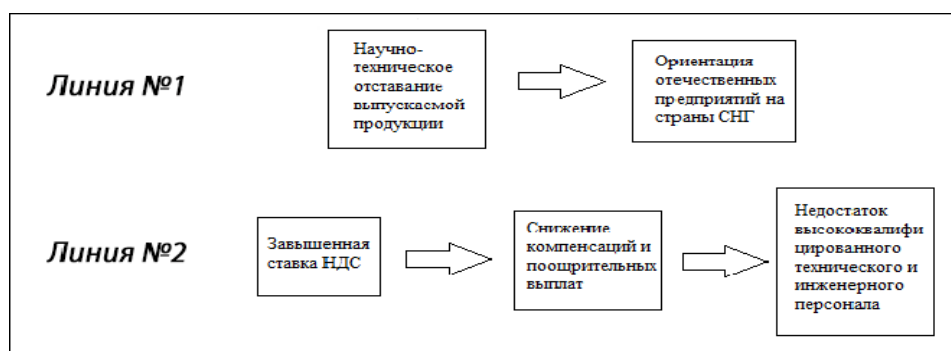 Линия №1
Научно-
техническое
отставание
выпускаемой
продукции
Ориентация
отечественных
предприятий на
страны СНГ
Линия №2
Завышенная
ставка НДС
Снижение
компенсаций и
поощрительных
выплат
Недостаток
высококвалифи
цированного
технического и
инженерного
персонала